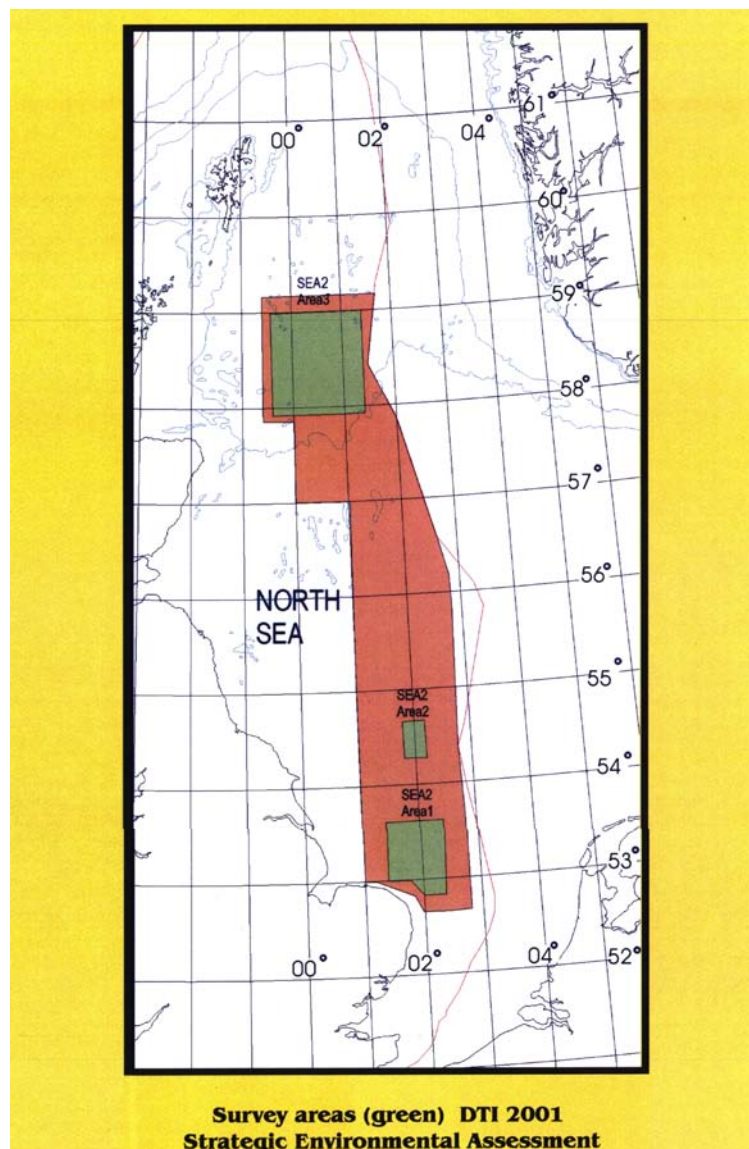 00°
02°
04°
61°
60°
59°
SEA2
Area3
58°
57°
56°
NORTH
SEA
55°
SEA2
Area2
54°
SEA2
Area1
53°
00°
02°
04°
52°
Survey areas (green) DTI 2001
Strategic Environmental Assessment